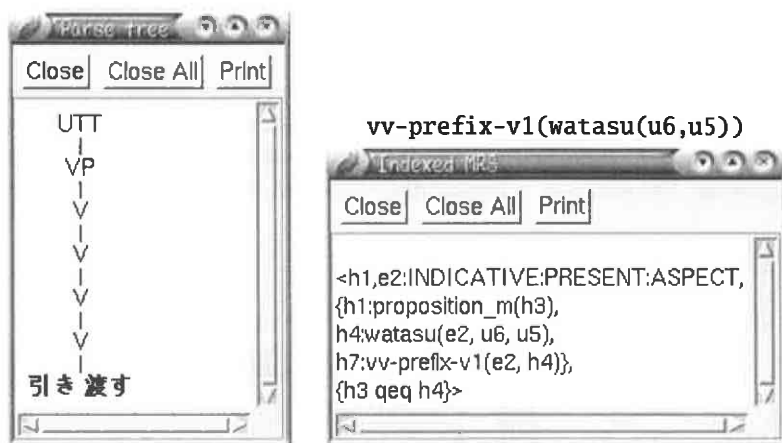 Parse tree
Close Close All Print
UTT
VP
V
V
V
V
引き 渡す
vv-prefix-v1(watasu(u6,u5))
Indexed MRS
Close Close All Print
<h1,e2:INDICATIVE:PRESENT:ASPECT,
{h1:proposition_m(h3),
h4:watasu(e2, u6, u5),
h7:vv-prefix-v1(e2, h4)},
{h3 qeq h4}>